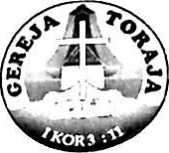 GEREJA TORAJA
I KOR 3 : 11